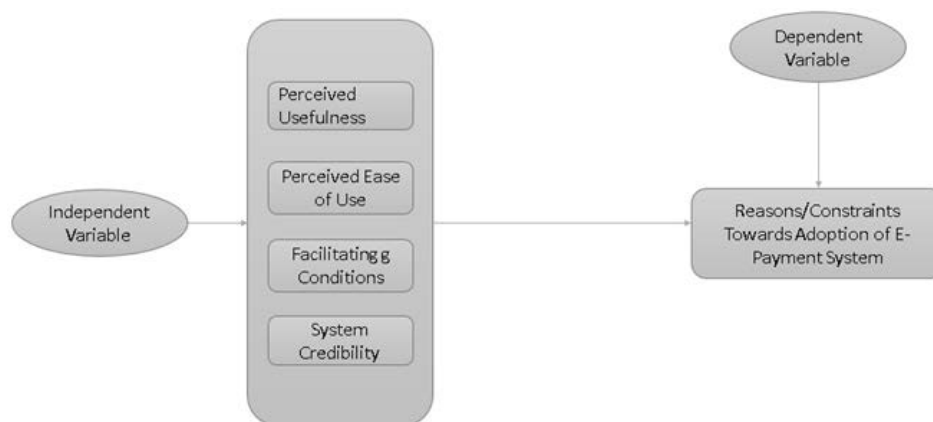 Independent
Variable
Perceived
Usefulness
Perceived Ease
of Use
Facilitating g
Conditions
System
Credibility
Dependent
Variable
Reasons/Constraints
Towards Adoption of E-
Payment System